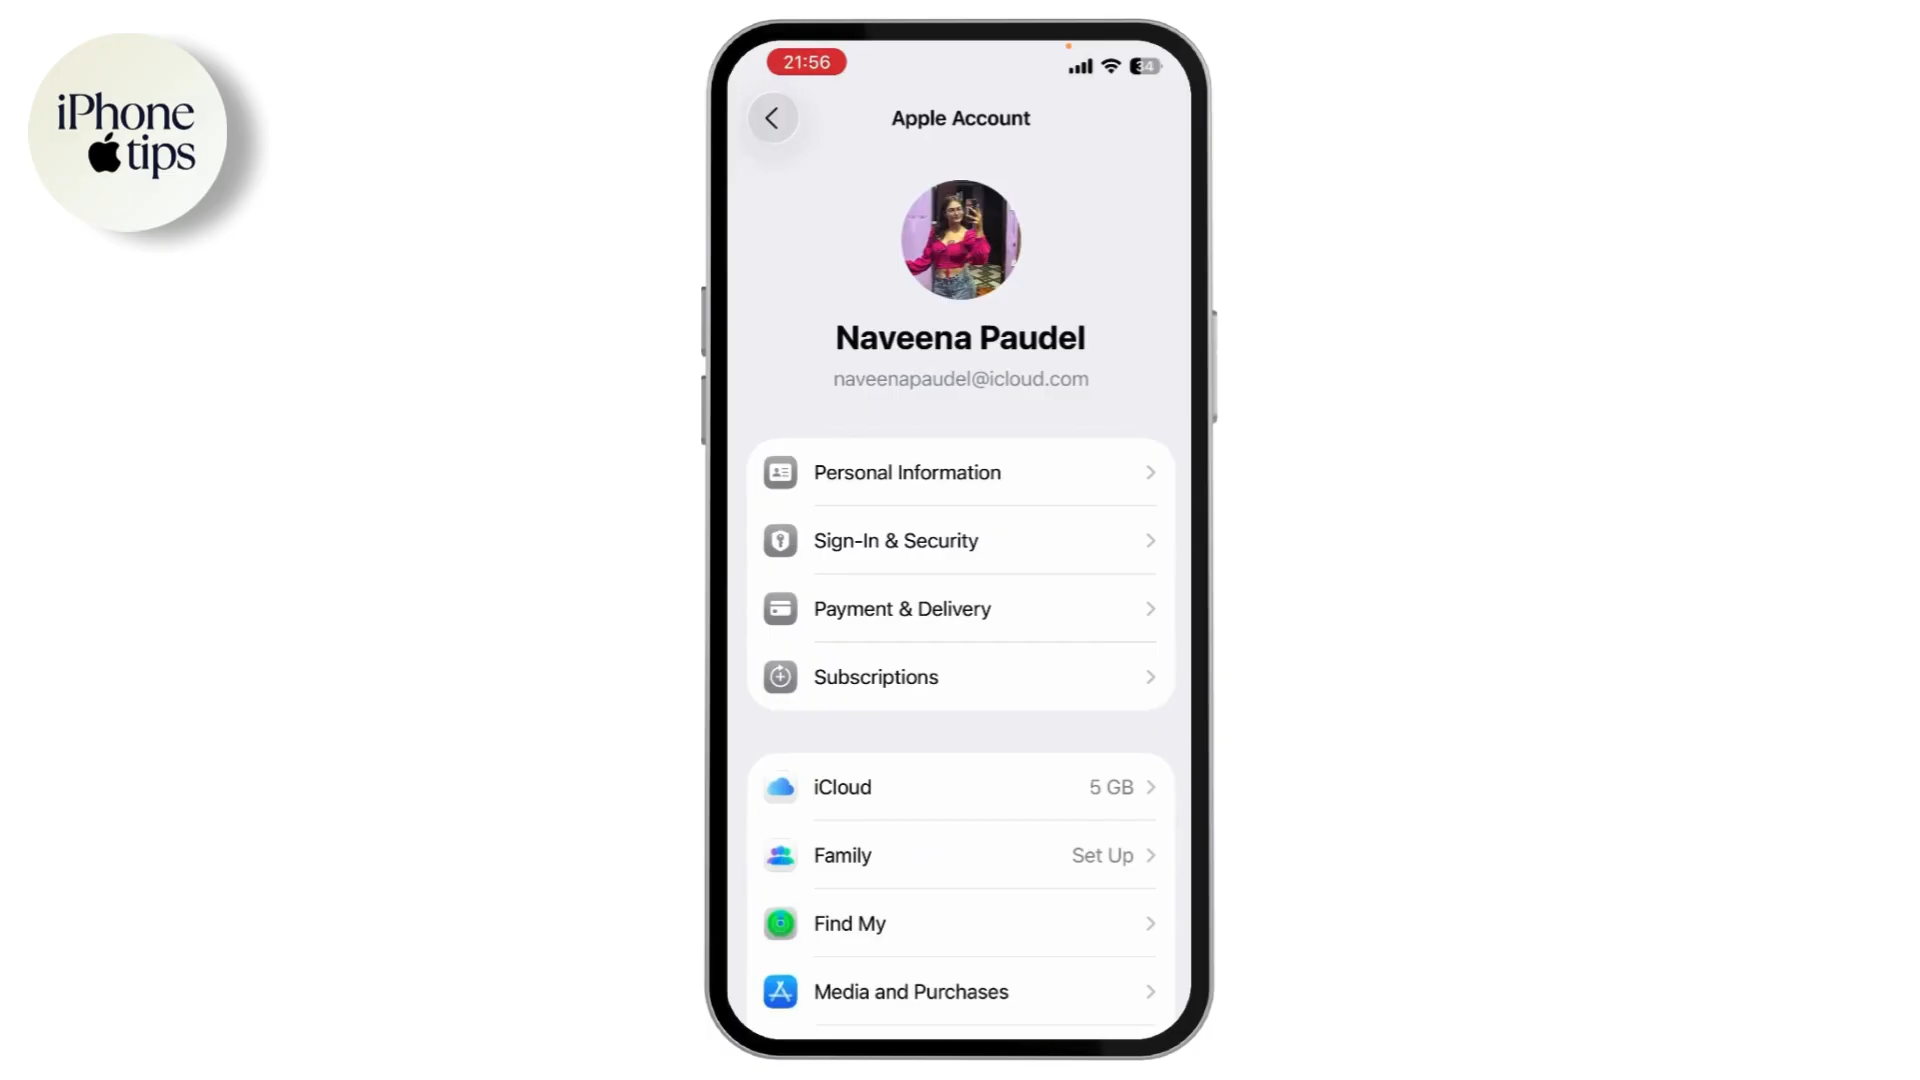 iPhone
tips
21:56
34
Apple Account
Naveena Paudel
naveenapaudel@icloud.com
Personal Information
Sign-In & Security
Payment & Delivery
Subscriptions
iCloud 5 GB
Family Set Up
Find My
Media and Purchases